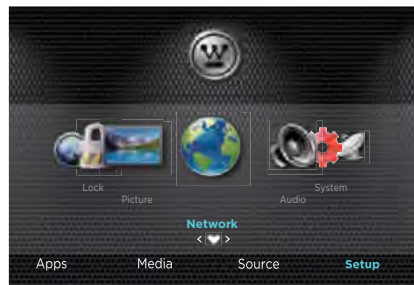 W
Lock
System
Picture
Audio
Network
< >
Apps Media Source Setup